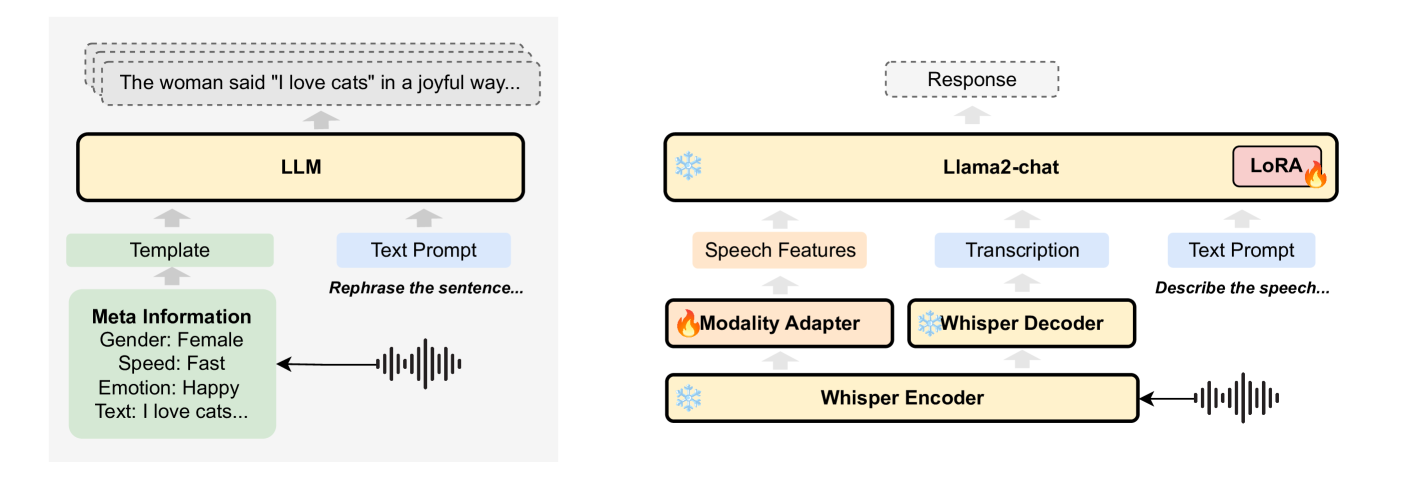 The woman said "I love cats" in a joyful way...
LLM
Template
Text Prompt
Rephrase the sentence...
Meta Information
Gender: Female
Speed: Fast
Emotion: Happy
Text: I love cats...
Response
Llama2-chat
LoRA
Speech Features
Transcription
Text Prompt
Describe the speech...
Modality Adapter
Whisper Decoder
Whisper Encoder